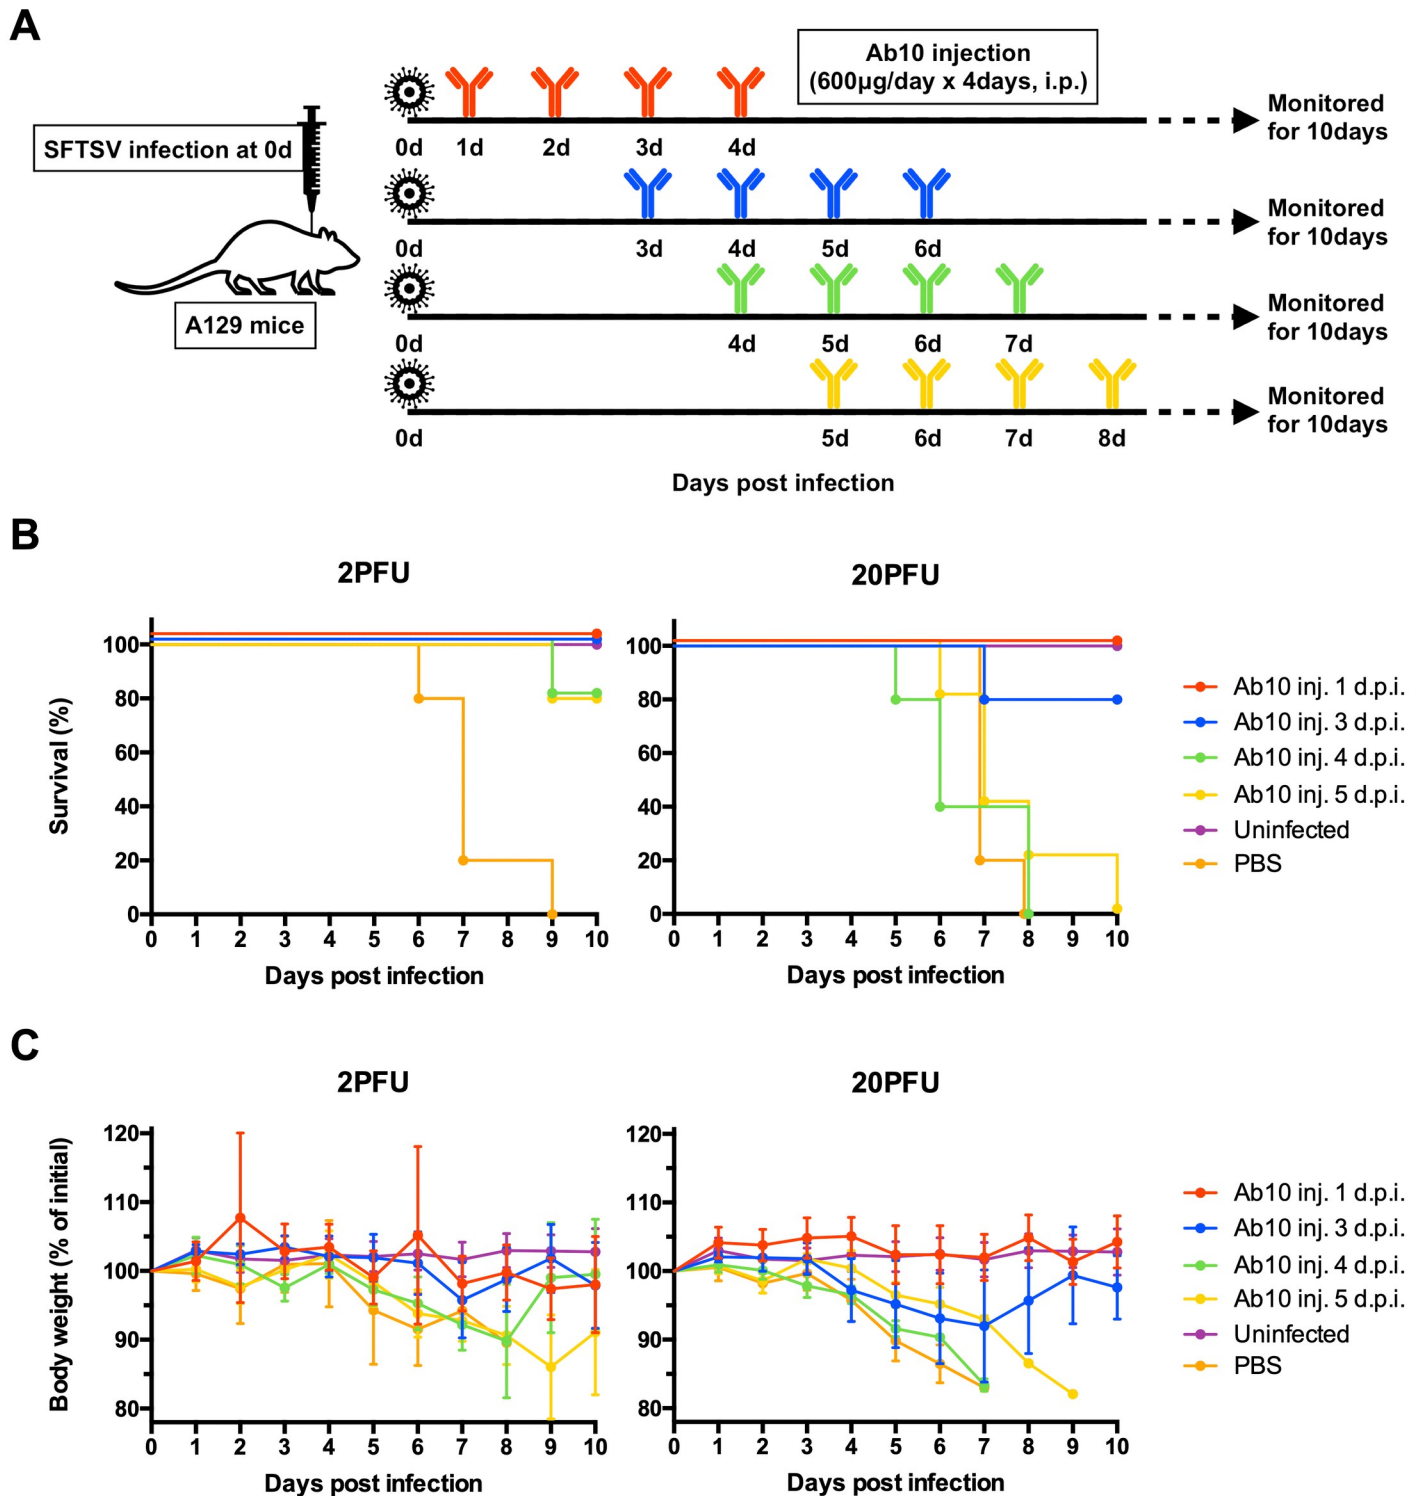 A
Ab10 injection
(600µg/day x 4days, i.p.)
SFTSV infection at 0d
A129 mice
0d 1d 2d 3d 4d
Monitored
for 10days
0d 3d 4d 5d 6d
Monitored
for 10days
0d 4d 5d 6d 7d
Monitored
for 10days
0d 5d 6d 7d 8d
Monitored
for 10days
Days post infection
B
2PFU
Survival (%)
100
80
60
40
20
0
0 1 2 3 4 5 6 7 8 9 10
Days post infection
20PFU
100
80
60
40
20
0
0 1 2 3 4 5 6 7 8 9 10
Days post infection
Ab10 inj. 1 d.p.i.
Ab10 inj. 3 d.p.i.
Ab10 inj. 4 d.p.i.
Ab10 inj. 5 d.p.i.
Uninfected
PBS
C
2PFU
Body weight (% of initial)
120
110
100
90
80
0 1 2 3 4 5 6 7 8 9 10
Days post infection
20PFU
120
110
100
90
80
0 1 2 3 4 5 6 7 8 9 10
Days post infection
Ab10 inj. 1 d.p.i.
Ab10 inj. 3 d.p.i.
Ab10 inj. 4 d.p.i.
Ab10 inj. 5 d.p.i.
Uninfected
PBS